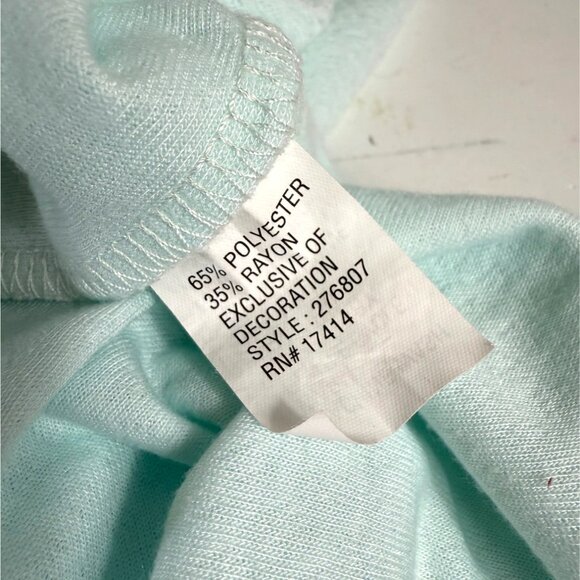 65% POLYESTER
35% RAYON
EXCLUSIVE OF
DECORATION
STYLE : 276807
RN# 17414